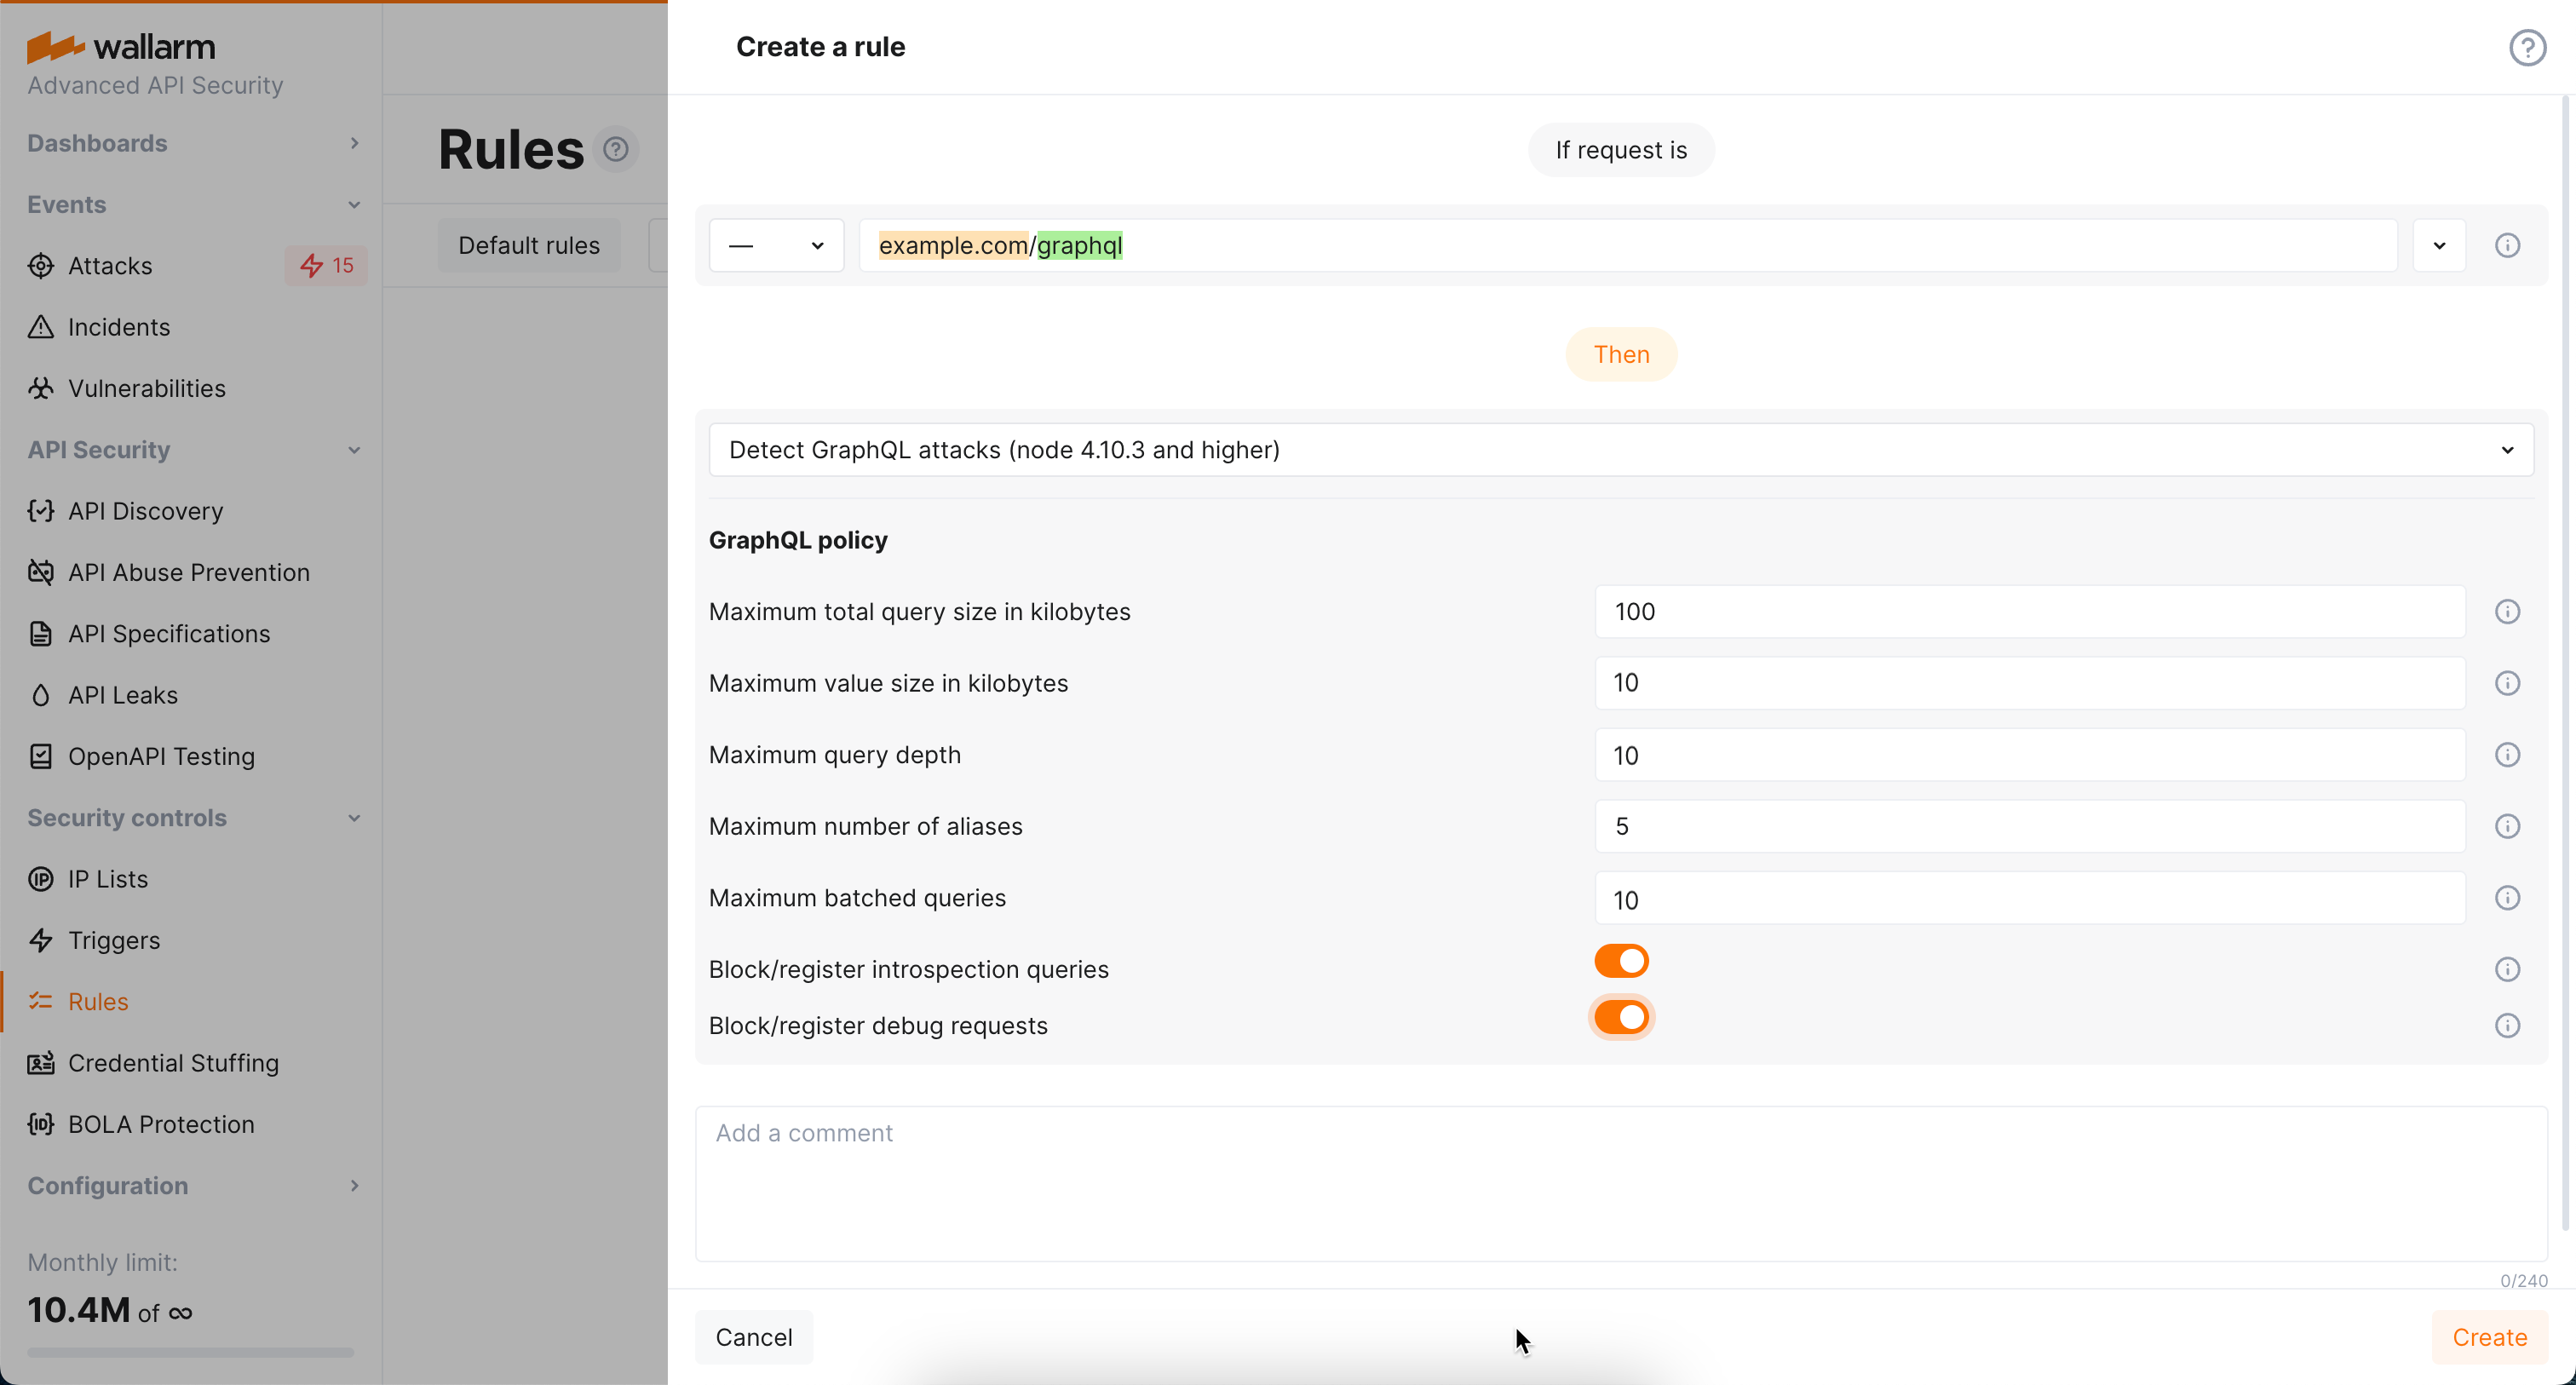 wallarm
Advanced API Security
Dashboards
Events
Attacks
15
Incidents
Vulnerabilities
API Security
API Discovery
API Abuse Prevention
API Specifications
API Leaks
OpenAPI Testing
Security controls
IP Lists
Triggers
Rules
Credential Stuffing
BOLA Protection
Configuration
Monthly limit:
10.4M of ∞
Rules
Default rules
Create a rule
If request is
—
example.com/graphql
Then
Detect GraphQL attacks (node 4.10.3 and higher)
GraphQL policy
Maximum total query size in kilobytes 100
Maximum value size in kilobytes 10
Maximum query depth 10
Maximum number of aliases 5
Maximum batched queries 10
Block/register introspection queries
Block/register debug requests
Add a comment
0/240
Cancel
Create